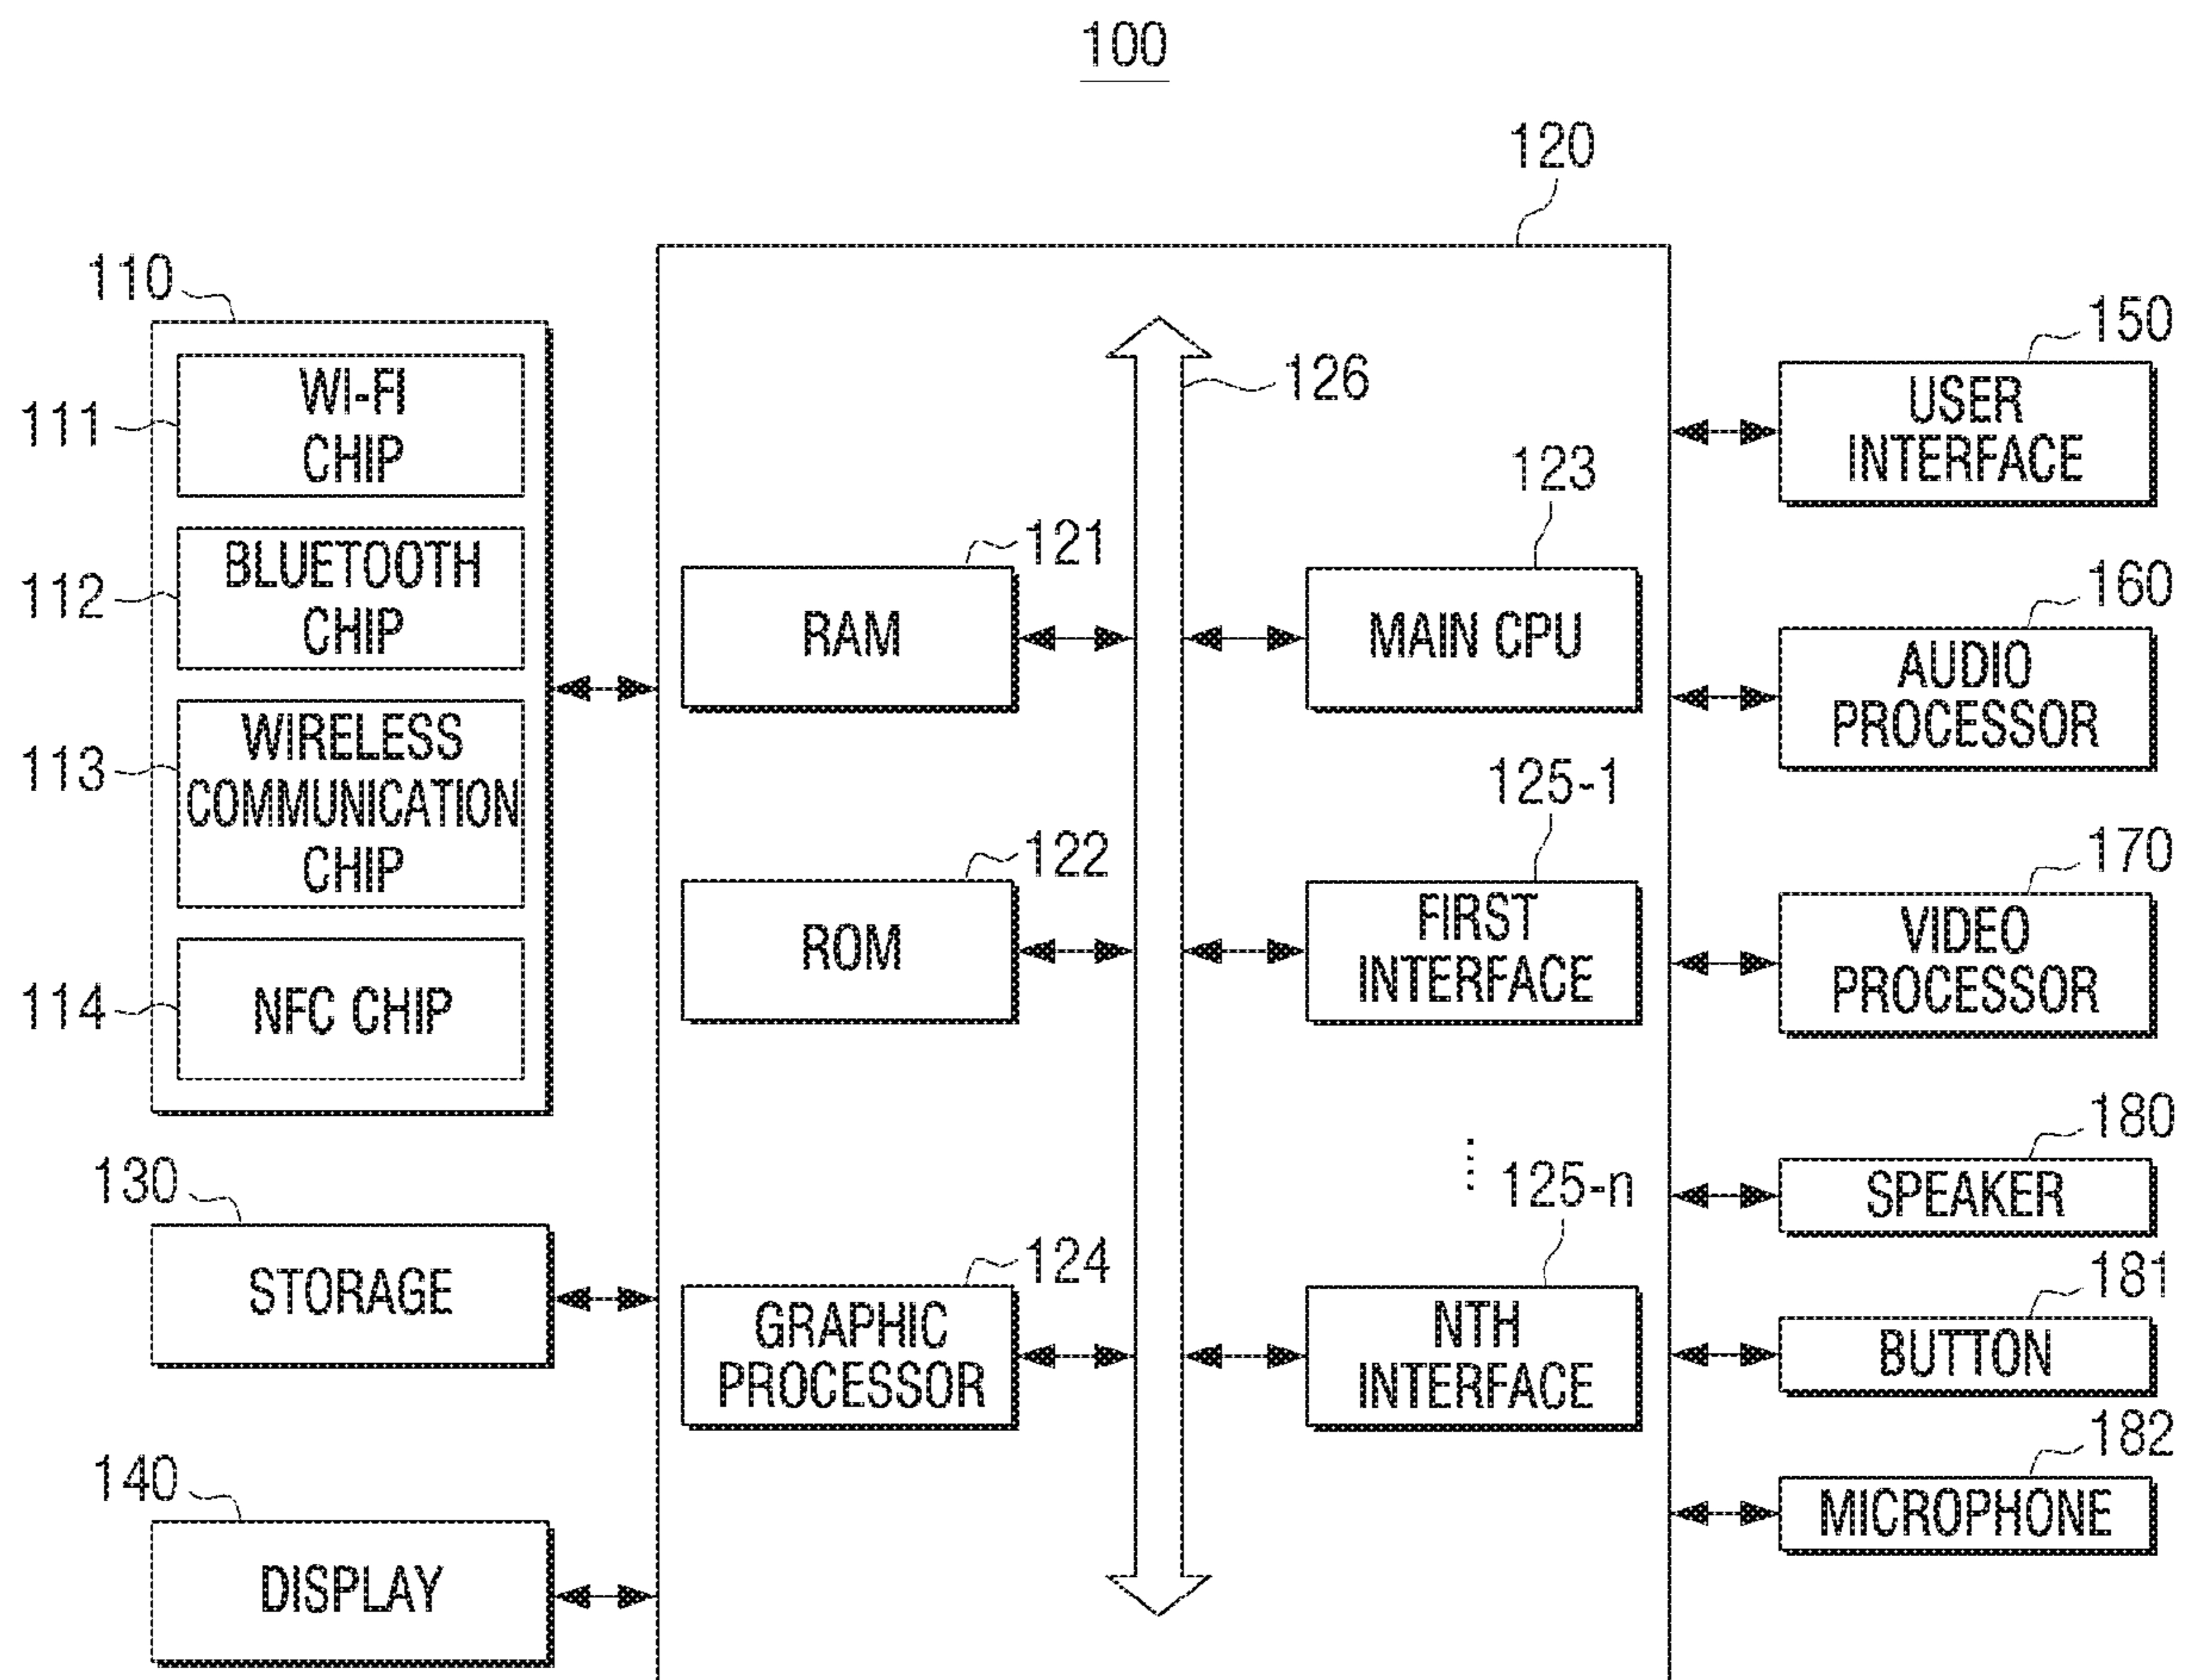 100
120
110
WI-FI
CHIP
111
BLUETOOTH
CHIP
112
WIRELESS
COMMUNICATION
CHIP
113
NFC CHIP
114
130
STORAGE
140
DISPLAY
126
121
RAM
122
ROM
124
GRAPHIC
PROCESSOR
123
MAIN CPU
125-1
FIRST
INTERFACE
125-n
NTH
INTERFACE
150
USER
INTERFACE
160
AUDIO
PROCESSOR
170
VIDEO
PROCESSOR
180
SPEAKER
181
BUTTON
182
MICROPHONE